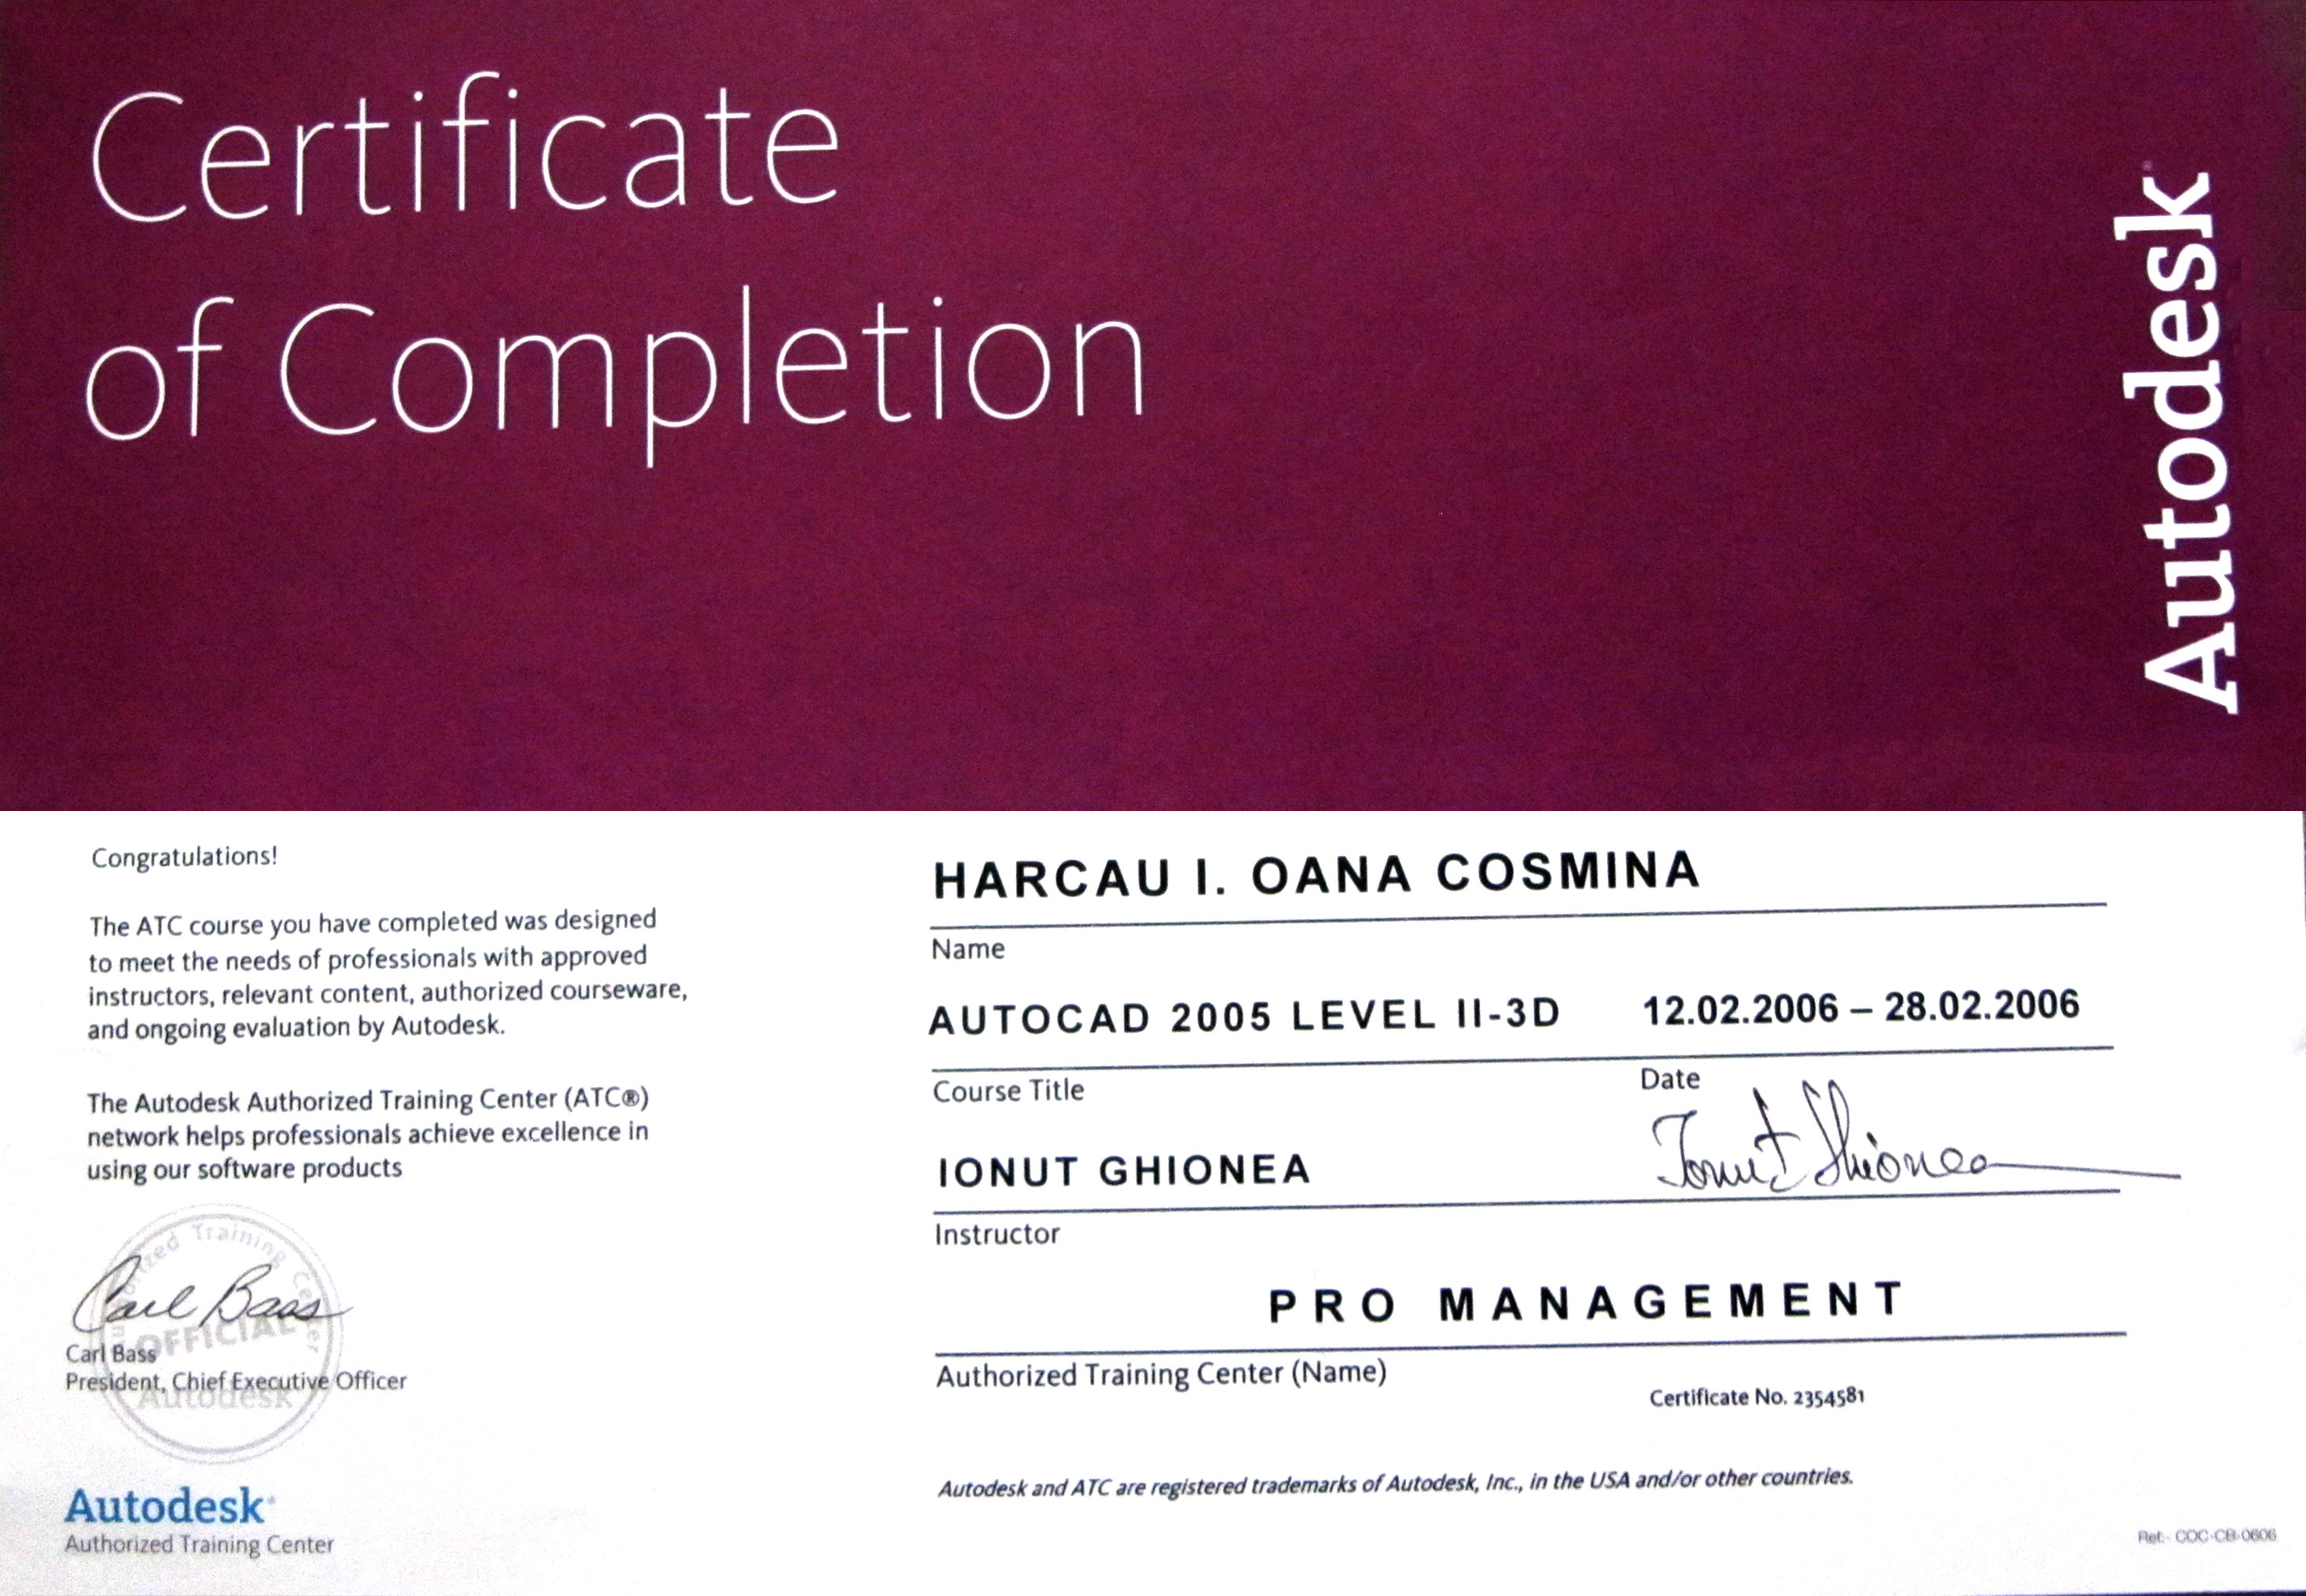 Certificate
of Completion
Autodesk
Congratulations!
The ATC course you have completed was designed
to meet the needs of professionals with approved
instructors, relevant content, authorized courseware,
and ongoing evaluation by Autodesk.
The Autodesk Authorized Training Center (ATC®)
network helps professionals achieve excellence in
using our software products
Carl Bass
Authorized Training Center
OFFICIAL
Autodesk
Carl Bass
President, Chief Executive Officer
Autodesk®
Authorized Training Center
HARCAU I. OANA COSMINA
Name
AUTOCAD 2005 LEVEL II-3D 12.02.2006 – 28.02.2006
Course Title Date
IONUT GHIONEA Ionut Ghionea
Instructor
PRO MANAGEMENT
Authorized Training Center (Name)
Certificate No. 2354581
Autodesk and ATC are registered trademarks of Autodesk, Inc., in the USA and/or other countries.
Ref:- COC-CB-0606